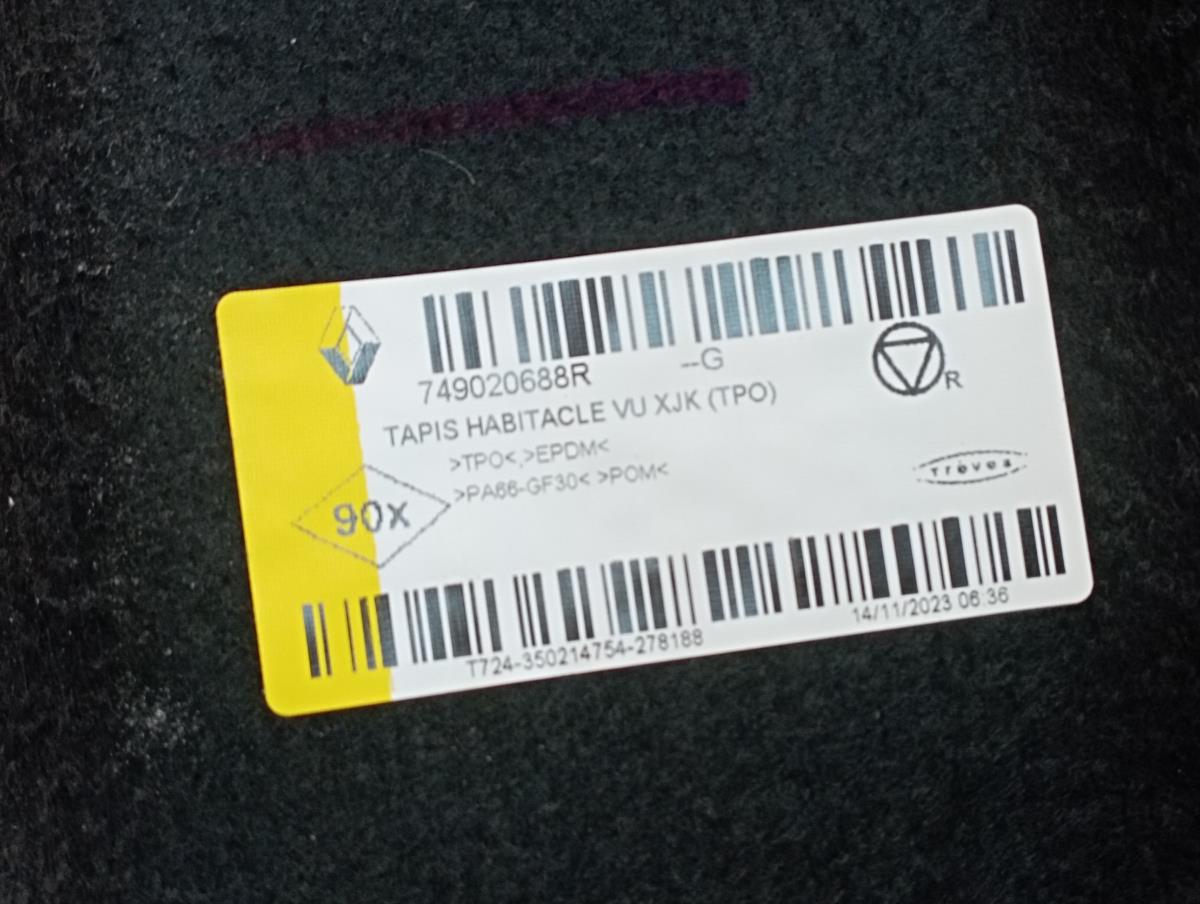 749020688R --G
R
TAPIS HABITACLE VU XJK (TPO)
>TPO<,>EPDM<
>PA66-GF30< >POM<
Trèves
90x
T724-350214754-278188
14/11/2023 06:36